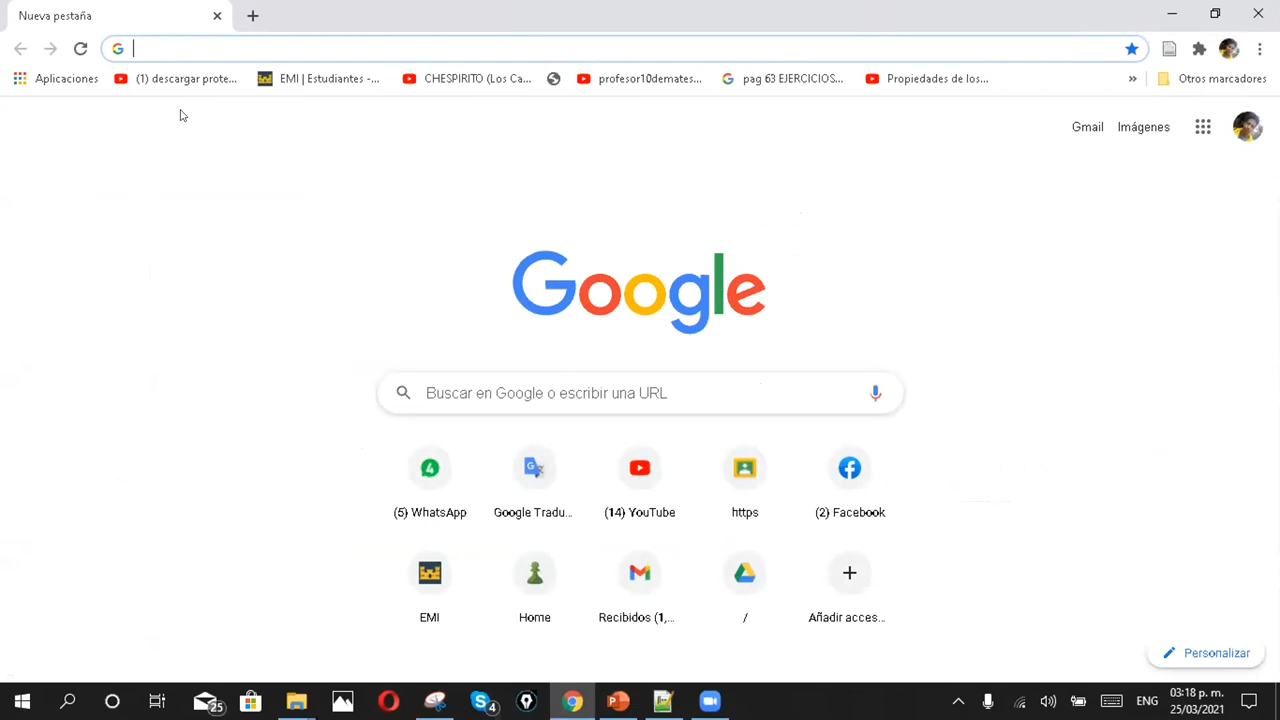 Nueva pestaña
Aplicaciones (1) descargar prote... EMI | Estudiantes -... CHESPIRITO (Los Ca... profesor10demates... pag 63 EJERCICIOS... Propiedades de los... » Otros marcadores
Gmail Imágenes
Google
Buscar en Google o escribir una URL
(5) WhatsApp Google Tradu... (14) YouTube https (2) Facebook
EMI Home Recibidos (1,... / Añadir acces...
Personalizar
25 4 ENG 03:18 p. m.
25/03/2021